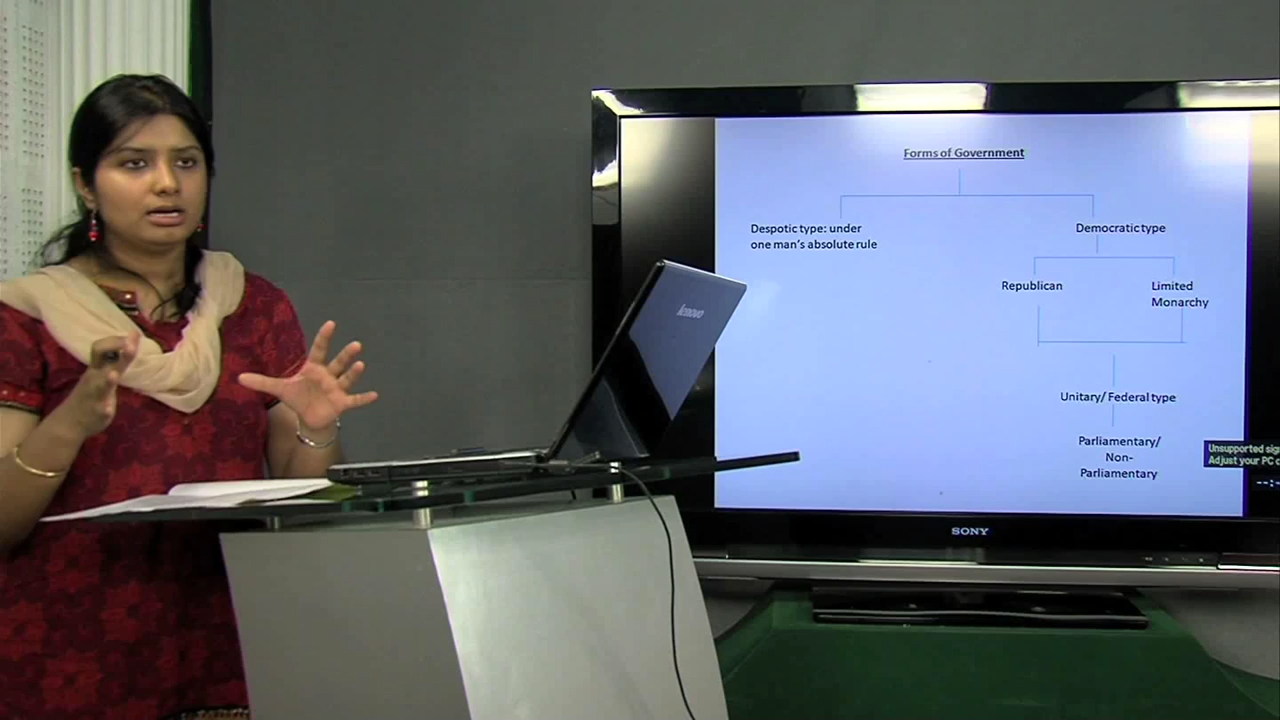 Forms of Government
Despotic type: under
one man's absolute rule
Democratic type
Republican
Limited
Monarchy
Unitary/ Federal type
Parliamentary/
Non-
Parliamentary
Unsupported
Adjust your PC
--:-
lenovo
SONY